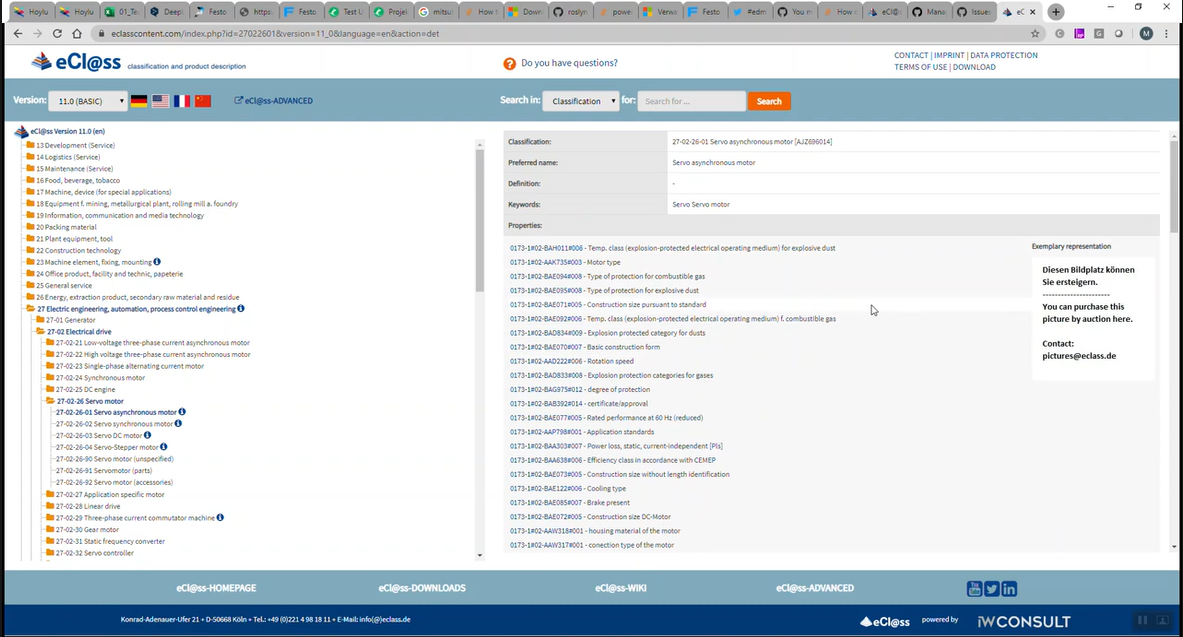 Hoylu
Hoylu
01_Te
Deepl
Festo
https
Festo
Test U
Projel
mitsu
How t
Down
roslyn
power
Verwa
Festo
#edm
You m
How c
eCl@s
Mana
Issues
eC
eclasscontent.com/index.php?id=27022601&version=11_0&language=en&action=det
M
eCl@ss classification and product description
Do you have questions?
CONTACT | IMPRINT | DATA PROTECTION
TERMS OF USE | DOWNLOAD
Version: 11.0 (BASIC) eCl@ss-ADVANCED
Search in: Classification for: Search for ... Search
eCl@ss Version 11.0 (en)
13 Development (Service)
14 Logistics (Service)
15 Maintenance (Service)
16 Food, beverage, tobacco
17 Machine, device (for special applications)
18 Equipment f. mining, metallurgical plant, rolling mill a. foundry
19 Information, communication and media technology
20 Packing material
21 Plant equipment, tool
22 Construction technology
23 Machine element, fixing, mounting
24 Office product, facility and technic, papeterie
25 General service
26 Energy, extraction product, secondary raw material and residue
27 Electric engineering, automation, process control engineering
27-01 Generator
27-02 Electrical drive
27-02-21 Low-voltage three-phase current asynchronous motor
27-02-22 High voltage three-phase current asynchronous motor
27-02-23 Single-phase alternating current motor
27-02-24 Synchronous motor
27-02-25 DC engine
27-02-26 Servo motor
27-02-26-01 Servo asynchronous motor
27-02-26-02 Servo synchronous motor
27-02-26-03 Servo DC motor
27-02-26-04 Servo-Stepper motor
27-02-26-90 Servo motor (unspecified)
27-02-26-91 Servomotor (parts)
27-02-26-92 Servo motor (accessories)
27-02-27 Application specific motor
27-02-28 Linear drive
27-02-29 Three-phase current commutator machine
27-02-30 Gear motor
27-02-31 Static frequency converter
27-02-32 Servo controller
Classification: 27-02-26-01 Servo asynchronous motor [AJZ696014]
Preferred name: Servo asynchronous motor
Definition: -
Keywords: Servo Servo motor
Properties:
0173-1#02-BAH011#006 - Temp. class (explosion-protected electrical operating medium) for explosive dust
0173-1#02-AAK735#003 - Motor type
0173-1#02-BAE094#008 - Type of protection for combustible gas
0173-1#02-BAE095#008 - Type of protection for explosive dust
0173-1#02-BAE071#005 - Construction size pursuant to standard
0173-1#02-BAE092#006 - Temp. class (explosion-protected electrical operating medium) f. combustible gas
0173-1#02-BAD834#009 - Explosion protected category for dusts
0173-1#02-BAE070#007 - Basic construction form
0173-1#02-AAD222#006 - Rotation speed
0173-1#02-BAD833#008 - Explosion protection categories for gases
0173-1#02-BAG975#012 - degree of protection
0173-1#02-BAB392#014 - certificate/approval
0173-1#02-BAE077#005 - Rated performance at 60 Hz (reduced)
0173-1#02-AAP798#001 - Application standards
0173-1#02-BAA303#007 - Power loss, static, current-independent [Pls]
0173-1#02-BAA638#006 - Efficiency class in accordance with CEMEP
0173-1#02-BAE073#005 - Construction size without length identification
0173-1#02-BAE122#006 - Cooling type
0173-1#02-BAE085#007 - Brake present
0173-1#02-BAE072#005 - Construction size DC-Motor
0173-1#02-AAW318#001 - housing material of the motor
0173-1#02-AAW317#001 - conection type of the motor
Exemplary representation
Diesen Bildplatz können
Sie ersteigern.
----------------------
You can purchase this
picture by auction here.
Contact:
pictures@eclass.de
eCl@ss-HOMEPAGE eCl@ss-DOWNLOADS eCl@ss-WIKI eCl@ss-ADVANCED
You Tube
in
Konrad-Adenauer-Ufer 21 • D-50668 Köln • Tel.: +49 (0)221 4 98 18 11 • E-Mail: info(@)eclass.de
eCl@ss powered by iWCONSULT